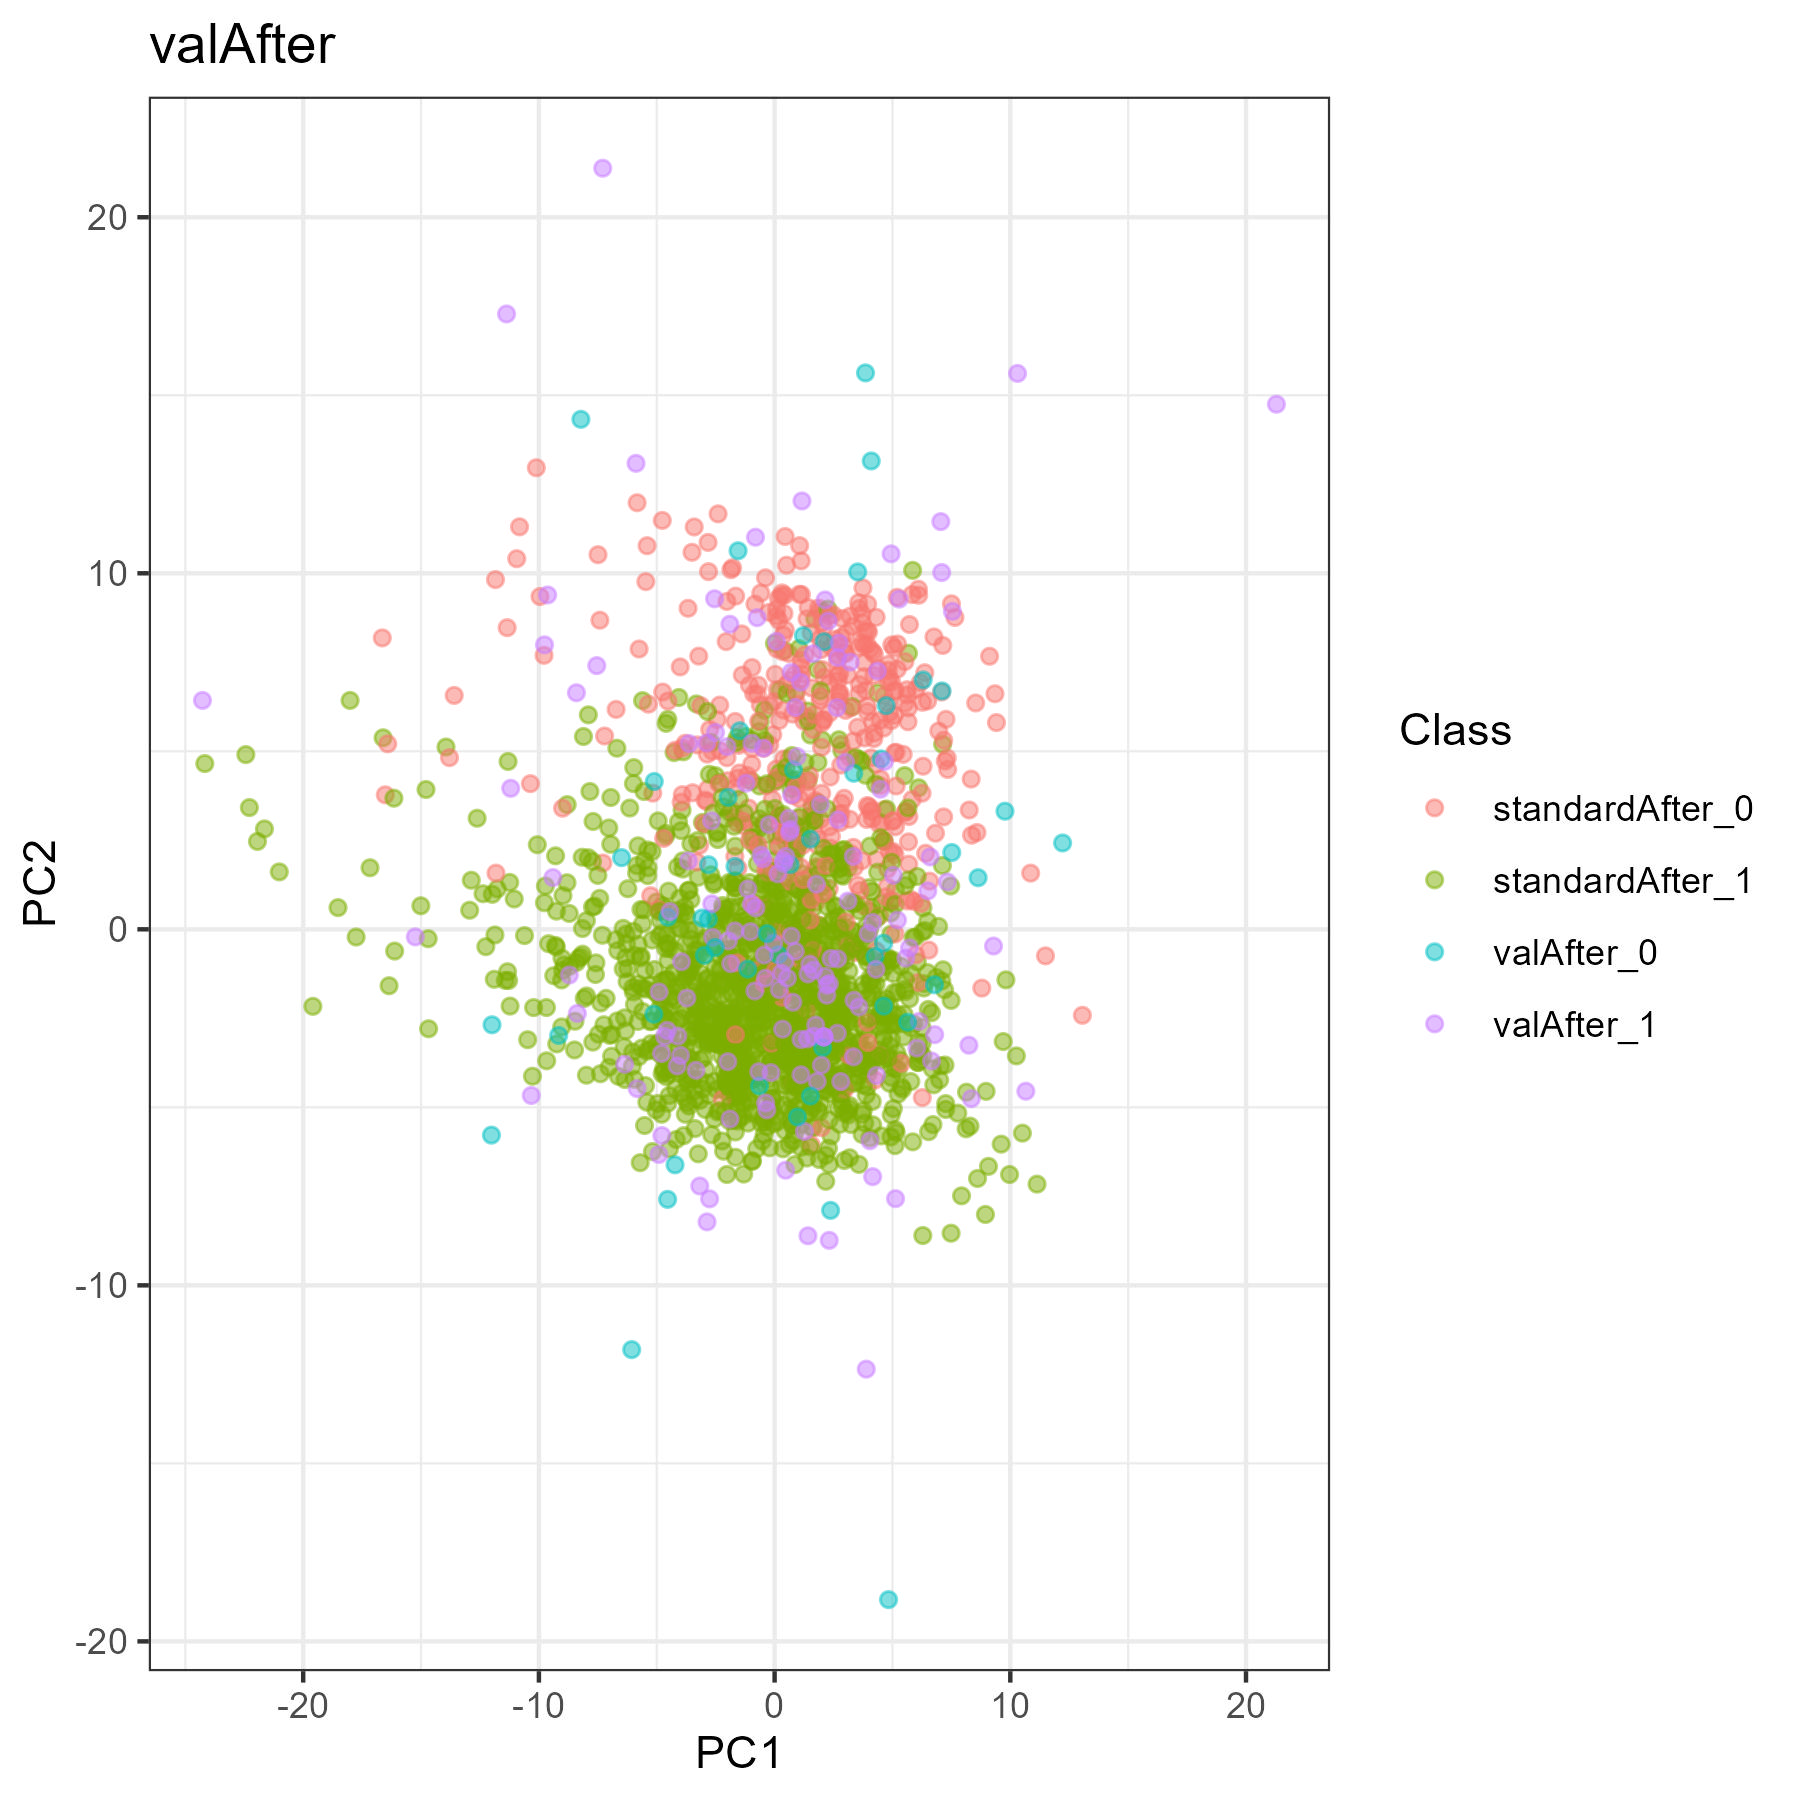 valAfter
20
10
0
-10
-20
PC2
-20 -10 0 10 20
PC1
Class
standardAfter_0
standardAfter_1
valAfter_0
valAfter_1